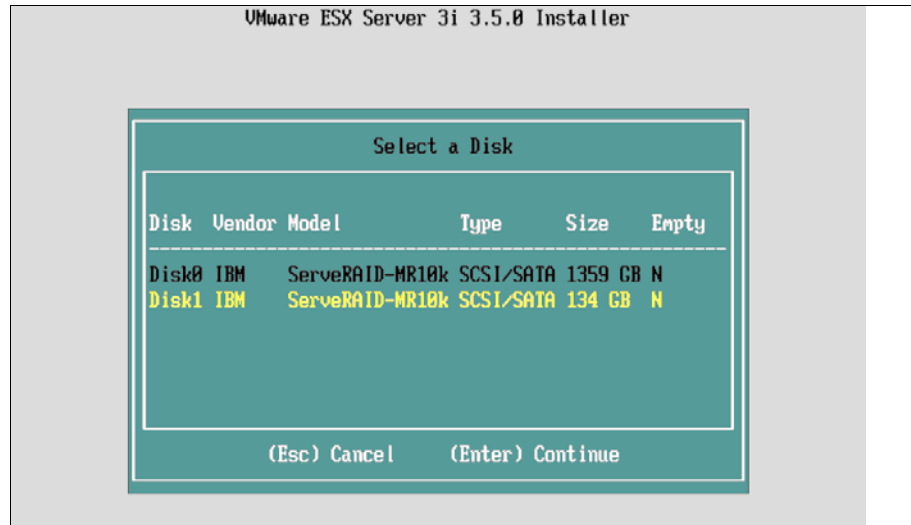 VMware ESX Server 3i 3.5.0 Installer
Select a Disk
Disk Vendor Model Type Size Empty
Disk0 IBM ServeRAID-MR10k SCSI/SATA 1359 GB N
Disk1 IBM ServeRAID-MR10k SCSI/SATA 134 GB N
(Esc) Cancel (Enter) Continue